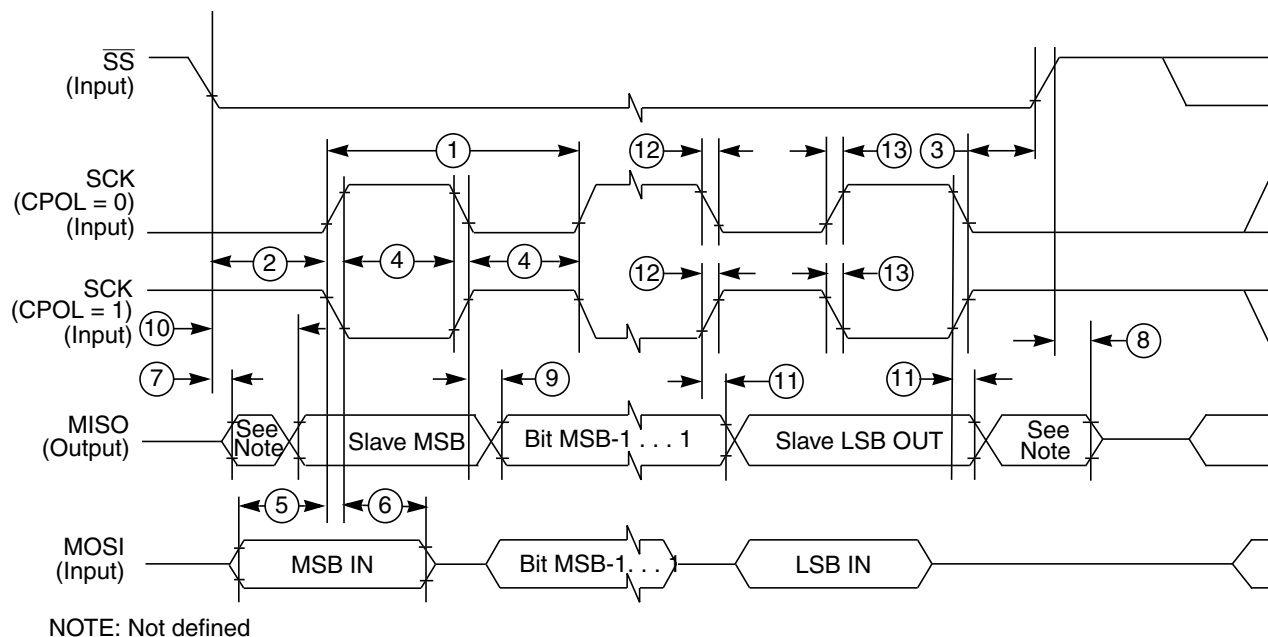 SS
(Input)
1
12
13
3
SCK
(CPOL = 0)
(Input)
2
4
4
12
13
SCK
(CPOL = 1)
(Input)
10
8
7
9
11
11
MISO
(Output)
See
Note
Slave MSB
Bit MSB-1 . . . 1
Slave LSB OUT
See
Note
5
6
MOSI
(Input)
MSB IN
Bit MSB-1. . . 1
LSB IN
NOTE: Not defined